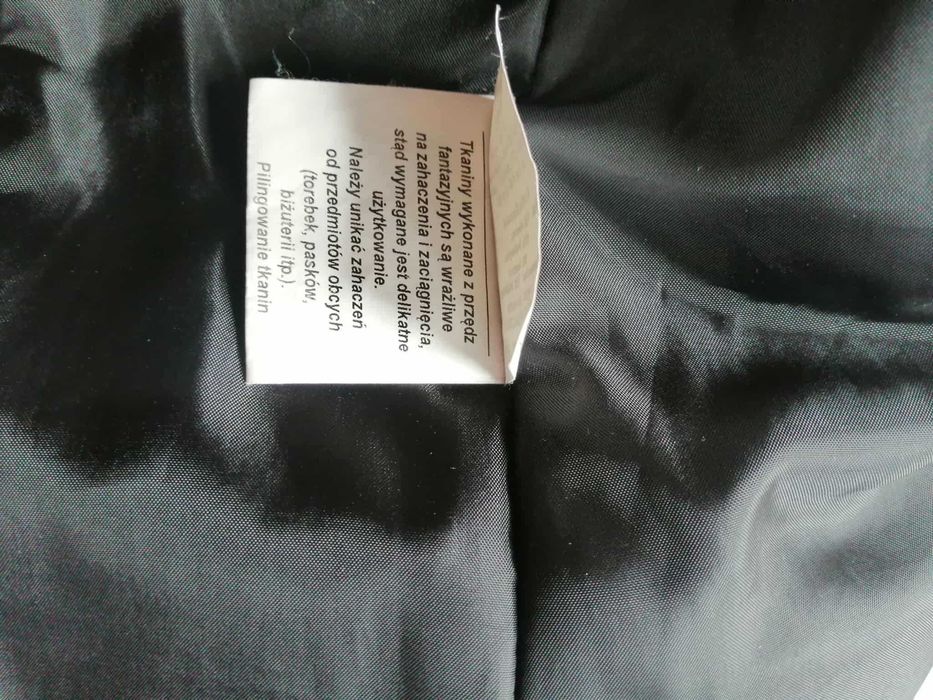 Tkaniny wykonane z przędz
fantazyjnych są wrażliwe
na zahaczenia i zaciągnięcia,
stąd wymagane jest delikatne
użytkowanie.
Należy unikać zahaczeń
od przedmiotów obcych
(torebek, pasków,
biżuterii itp.).
Pilingowanie tkanin